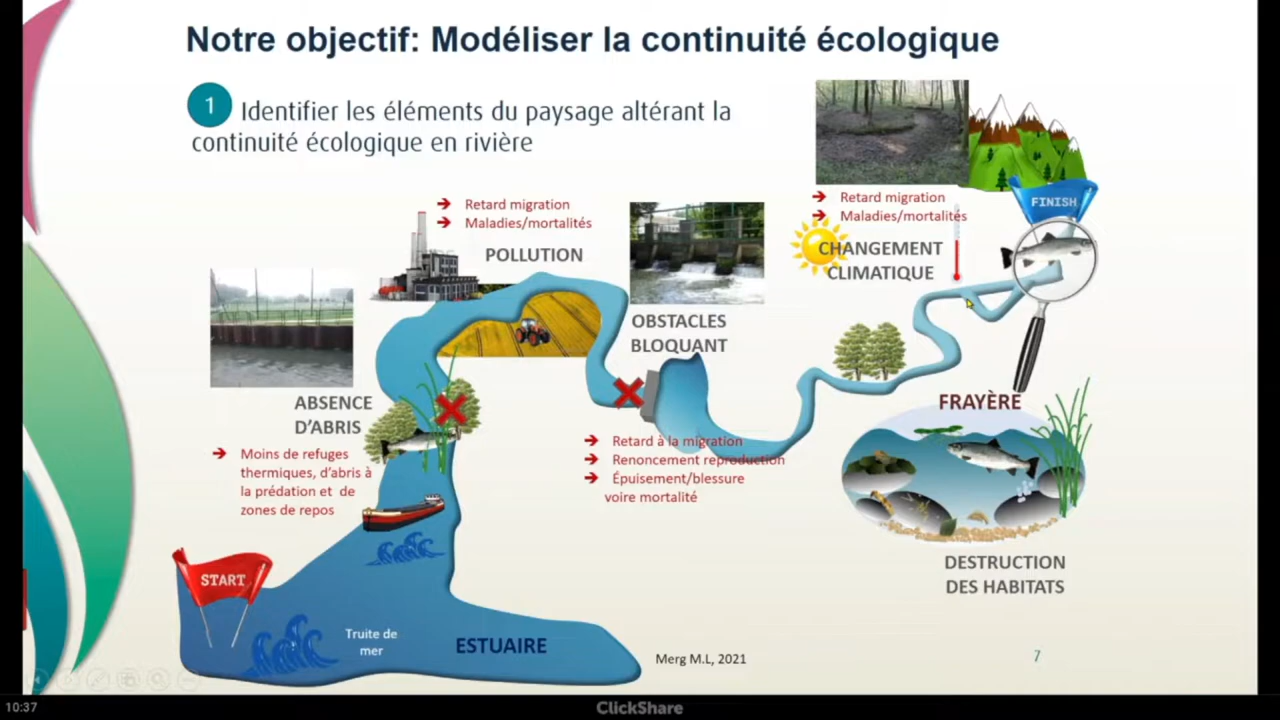 Notre objectif: Modéliser la continuité écologique
1 Identifier les éléments du paysage altérant la
continuité écologique en rivière
➔ Retard migration
➔ Maladies/mortalités
POLLUTION
➔ Retard migration
➔ Maladies/mortalités
FINISH
CHANGEMENT
CLIMATIQUE
OBSTACLES
BLOQUANT
ABSENCE
D'ABRIS
➔ Moins de refuges
thermiques, d'abris à
la prédation et de
zones de repos
➔ Retard à la migration
➔ Renoncement reproduction
➔ Épuisement/blessure
voire mortalité
FRAYÈRE
DESTRUCTION
DES HABITATS
START
Truite de
mer
ESTUAIRE
Merg M.L, 2021
7
10:37
ClickShare